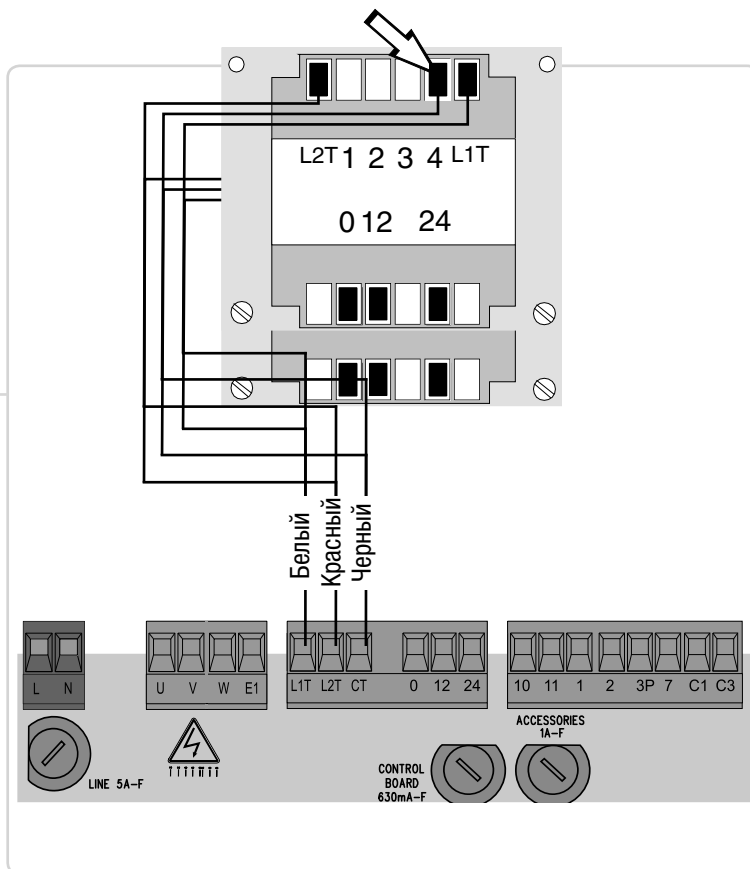 L2T 1 2 3 4 L1T
0 12 24
Белый
Красный
Черный
L N
U V W E1
L1T L2T CT 0 12 24
10 11 1 2 3P 7 C1 C3
LINE 5A-F
CONTROL
BOARD
630mA-F
ACCESSORIES
1A-F